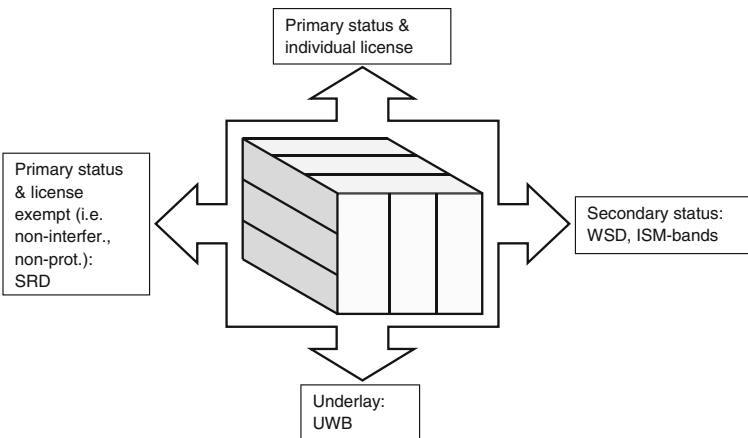 Primary status &
individual license
Primary status
& license
exempt (i.e.
non-interfer.,
non-prot.):
SRD
Secondary status:
WSD, ISM-bands
Underlay:
UWB